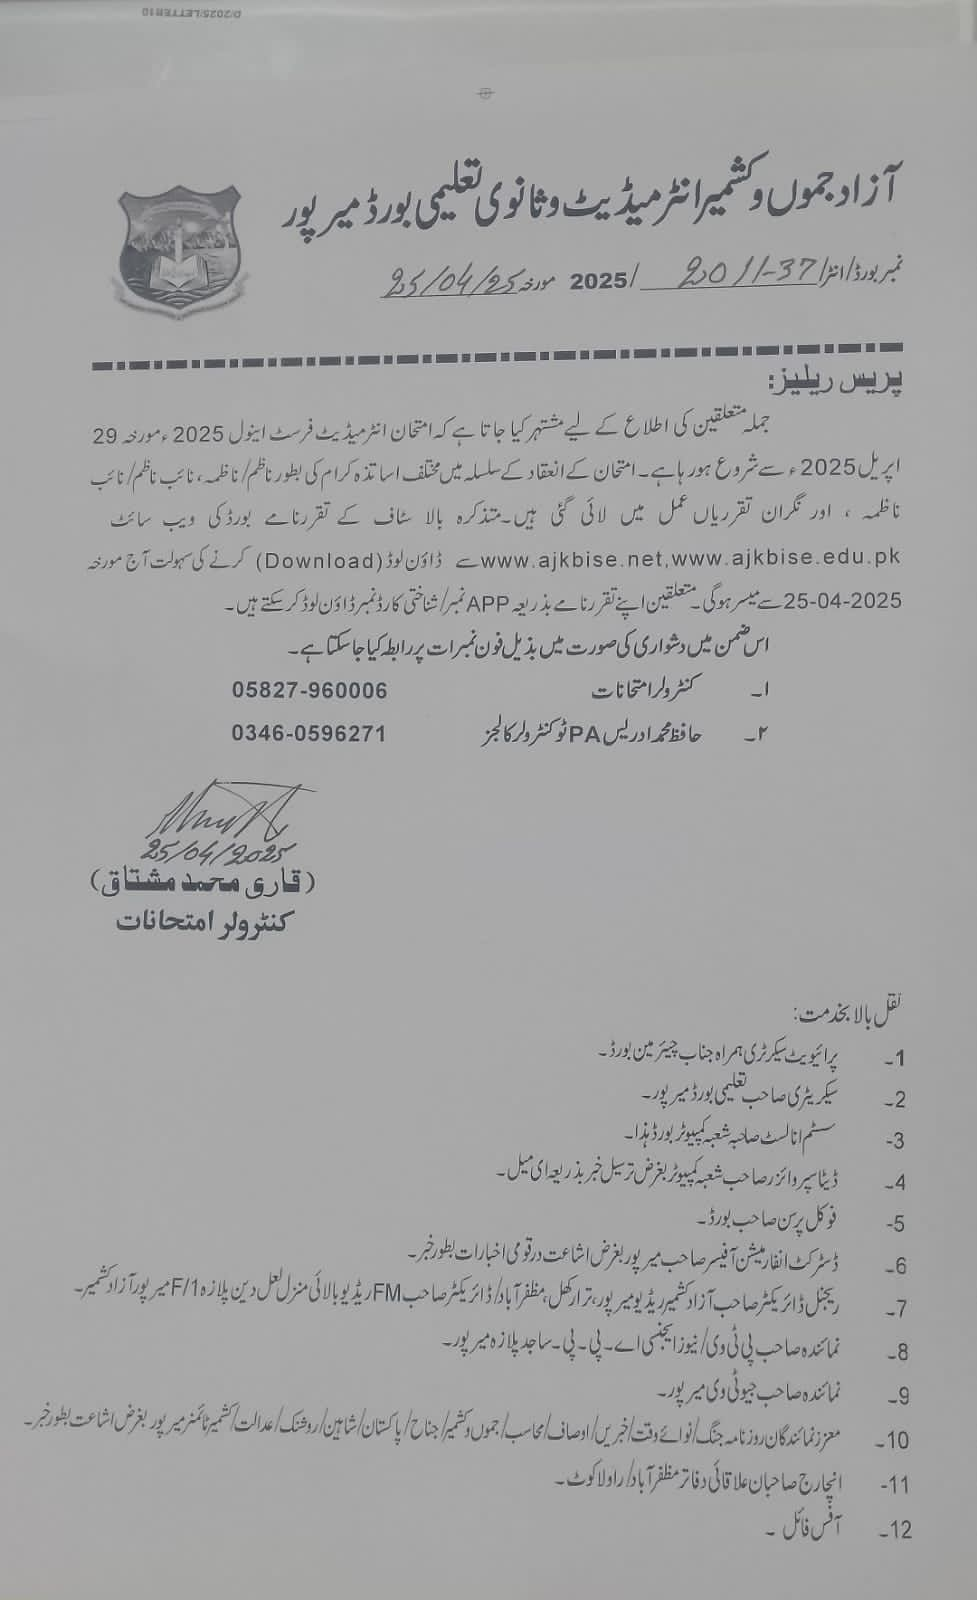 D/2025/LETTER10
آزاد جموں و کشمیر انٹرمیڈیٹ و ثانوی تعلیمی بورڈ میرپور
نمبر بورڈ/انٹر/2011-37/2025 مورخہ 25/04/25
پریس ریلیز:
جملہ متعلقین کی اطلاع کے لیے مشتہر کیا جاتا ہے کہ امتحان انٹرمیڈیٹ فرسٹ اینول 2025ء مورخہ 29
اپریل 2025ء سے شروع ہو رہا ہے۔ امتحان کے انعقاد کے سلسلہ میں مختلف اساتذہ کرام کی بطور ناظم/ناظمہ، نائب ناظم/نائب
ناظمہ ، اور نگران تقرریاں عمل میں لائی گئی ہیں۔ متذکرہ بالا سٹاف کے تقررنامے بورڈ کی ویب سائٹ
www.ajkbise.net,www.ajkbise.edu.pk سے ڈاؤن لوڈ (Download) کرنے کی سہولت آج مورخہ
25-04-2025 سے میسر ہوگی۔ متعلقین اپنے تقررنامے بذریعہ APP نمبر/شناختی کارڈ نمبر ڈاؤن لوڈ کر سکتے ہیں۔
اس ضمن میں دشواری کی صورت میں بذیل فون نمبرات پر رابطہ کیا جا سکتا ہے۔
۱۔ کنٹرولر امتحانات 05827-960006
۲۔ حافظ محمد ادریس PA ٹو کنٹرولر کالجز 0346-0596271
25/04/2025
(قاری محمد مشتاق)
کنٹرولر امتحانات
نقل بالا بخدمت:
1۔ پرائیویٹ سیکرٹری ہمراہ جناب چیئرمین بورڈ۔
2۔ سیکریٹری صاحب تعلیمی بورڈ میرپور۔
3- سسٹم انالسٹ صاحبہ شعبہ کمپیوٹر بورڈ ہذا۔
4۔ ڈیٹا سپروائزر صاحب شعبہ کمپیوٹر بغرض ترسیل خبر بذریعہ ای میل۔
5- فوکل پرسن صاحب بورڈ۔
6۔ ڈسٹرکٹ انفارمیشن آفیسر صاحب میرپور بغرض اشاعت در قومی اخبارات بطور خبر۔
7۔ ریجنل ڈائریکٹر صاحب آزاد کشمیر ریڈیو میرپور، تراڑکھل، مظفرآباد/ڈائریکٹر صاحب FM ریڈیو بالائی منزل لعل دین پلازہ F/1 میرپور آزاد کشمیر۔
8۔ نمائندہ صاحب پی ٹی وی/نیوز ایجنسی اے۔ پی۔ پی۔ ساجد پلازہ میرپور۔
9۔ نمائندہ صاحب جیو ٹی وی میرپور۔
10۔ معزز نمائندگان روزنامہ جنگ/نوائے وقت/خبریں/اوصاف/محاسب/جموں و کشمیر/جناح/پاکستان/شاہین/روشنک/عدالت/کشمیر ٹائمز میرپور بغرض اشاعت بطور خبر۔
11- انچارج صاحبان علاقائی دفاتر مظفرآباد/راولاکوٹ۔
12۔ آفس فائل ۔